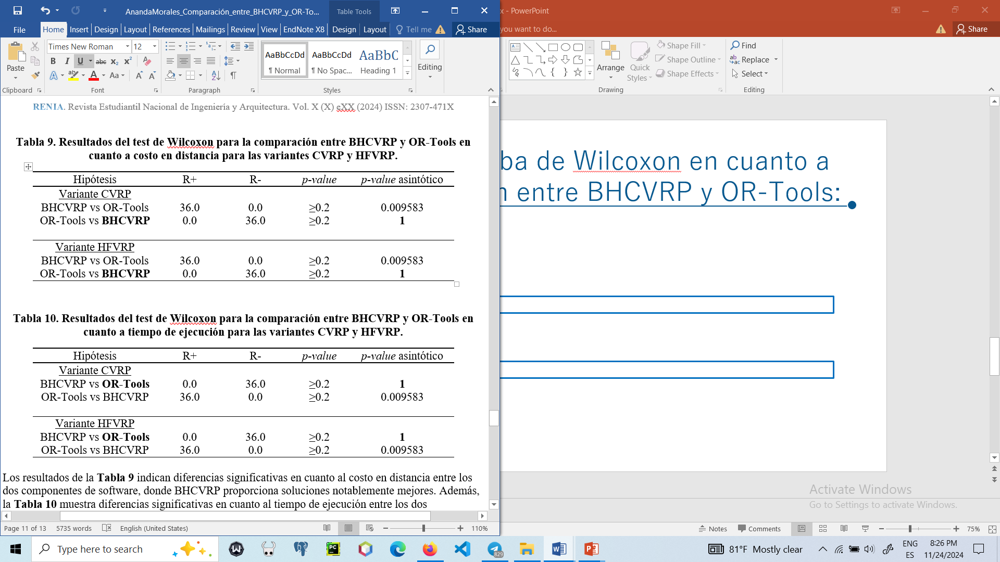 AnandaMorales_Comparación_entre_BHCVRP_y_OR-To...
Table Tools
File
Home
Insert
Design
Layout
References
Mailings
Review
View
EndNote X8
Design
Layout
Tell me
Share
Paste
Clipboard
Times New Roman
12
B I U abc x₂ x²
A A Aa A A
Font
Paragraph
AaBbCcDd
¶ Normal
AaBbCcDd
¶ No Spac...
AaBbC
Heading 1
Styles
Editing
RENIA. Revista Estudiantil Nacional de Ingeniería y Arquitectura. Vol. X (X) eXX (2024) ISSN: 2307-471X
Tabla 9. Resultados del test de Wilcoxon para la comparación entre BHCVRP y OR-Tools en
cuanto a costo en distancia para las variantes CVRP y HFVRP.
Hipótesis R+ R- p-value p-value asintótico
Variante CVRP
BHCVRP vs OR-Tools 36.0 0.0 ≥0.2 0.009583
OR-Tools vs BHCVRP 0.0 36.0 ≥0.2 1
Variante HFVRP
BHCVRP vs OR-Tools 36.0 0.0 ≥0.2 0.009583
OR-Tools vs BHCVRP 0.0 36.0 ≥0.2 1
Tabla 10. Resultados del test de Wilcoxon para la comparación entre BHCVRP y OR-Tools en
cuanto a tiempo de ejecución para las variantes CVRP y HFVRP.
Hipótesis R+ R- p-value p-value asintótico
Variante CVRP
BHCVRP vs OR-Tools 0.0 36.0 ≥0.2 1
OR-Tools vs BHCVRP 36.0 0.0 ≥0.2 0.009583
Variante HFVRP
BHCVRP vs OR-Tools 0.0 36.0 ≥0.2 1
OR-Tools vs BHCVRP 36.0 0.0 ≥0.2 0.009583
Los resultados de la Tabla 9 indican diferencias significativas en cuanto al costo en distancia entre los
dos componentes de software, donde BHCVRP proporciona soluciones notablemente mejores. Además,
la Tabla 10 muestra diferencias significativas en cuanto al tiempo de ejecución entre los dos
Page 11 of 13
5735 words
English (United States)
110%
x - PowerPoint
you want to do...
Share
Arrange
Quick
Styles
Shape Fill
Shape Outline
Shape Effects
Drawing
Find
Replace
Select
Editing
ba de Wilcoxon en cuanto a
n entre BHCVRP y OR-Tools:
Activate Windows
Go to Settings to activate Windows.
Notes
Comments
75%
Type here to search
PC
329
81°F Mostly clear
ENG
ES
8:26 PM
11/24/2024